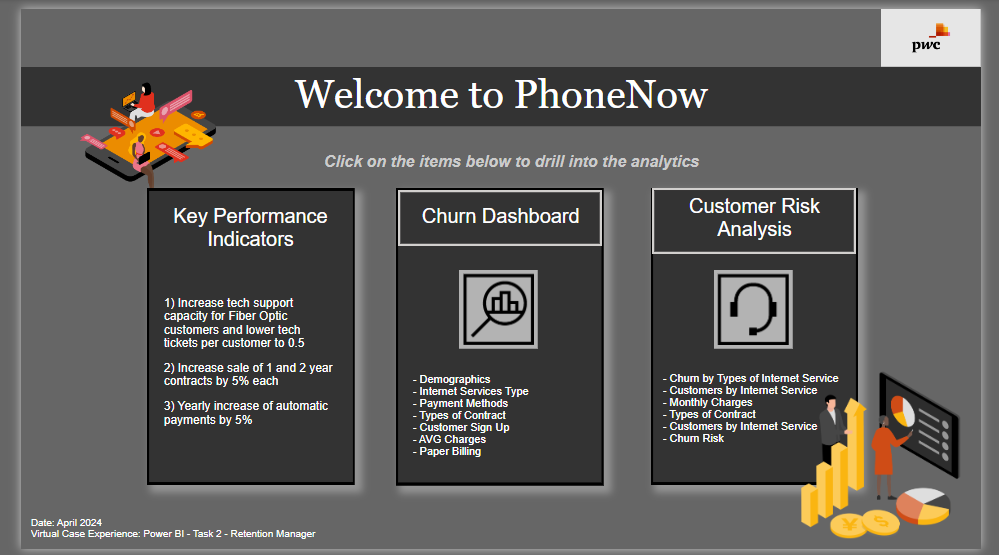 pwc
Welcome to PhoneNow
Click on the items below to drill into the analytics
Key Performance
Indicators
1) Increase tech support
capacity for Fiber Optic
customers and lower tech
tickets per customer to 0.5
2) Increase sale of 1 and 2 year
contracts by 5% each
3) Yearly increase of automatic
payments by 5%
Churn Dashboard
- Demographics
- Internet Services Type
- Payment Methods
- Types of Contract
- Customer Sign Up
- AVG Charges
- Paper Billing
Customer Risk
Analysis
- Churn by Types of Internet Service
- Customers by Internet Service
- Monthly Charges
- Types of Contract
- Customers by Internet Service
- Churn Risk
¥
S
Date: April 2024
Virtual Case Experience: Power BI - Task 2 - Retention Manager